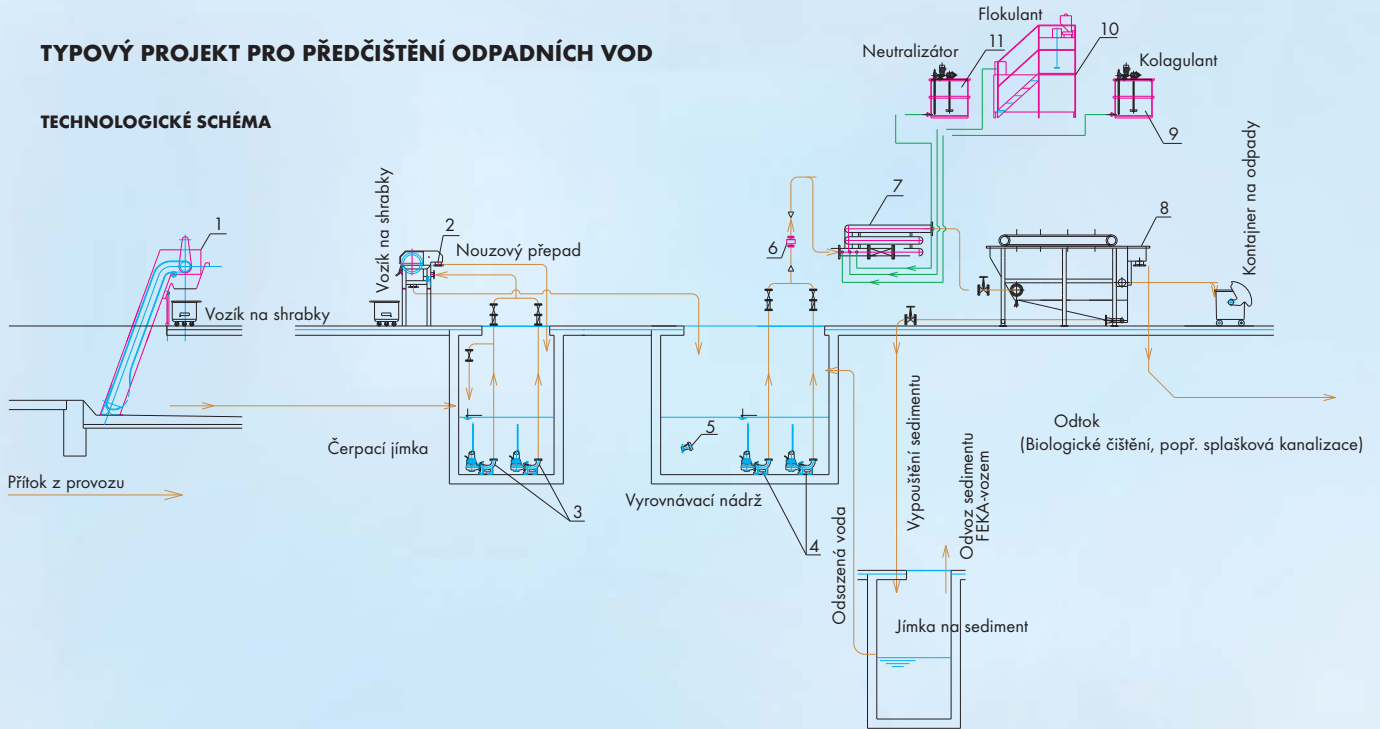 TYPOVÝ PROJEKT PRO PŘEDČIŠTĚNÍ ODPADNÍCH VOD
TECHNOLOGICKÉ SCHÉMA
Flokulant
Neutralizátor
11
10
Kolagulant
9
1
Vozík na shrabky
Vozík na shrabky
2
Nouzový přepad
6
7
8
Kontajner na odpady
Čerpací jímka
Přítok z provozu
3
5
Vyrovnávací nádrž
4
Odsazená voda
Vypouštění sedimentu
Odvoz sedimentu
FEKA-vozem
Jímka na sediment
Odtok
(Biologické čištění, popř. splašková kanalizace)